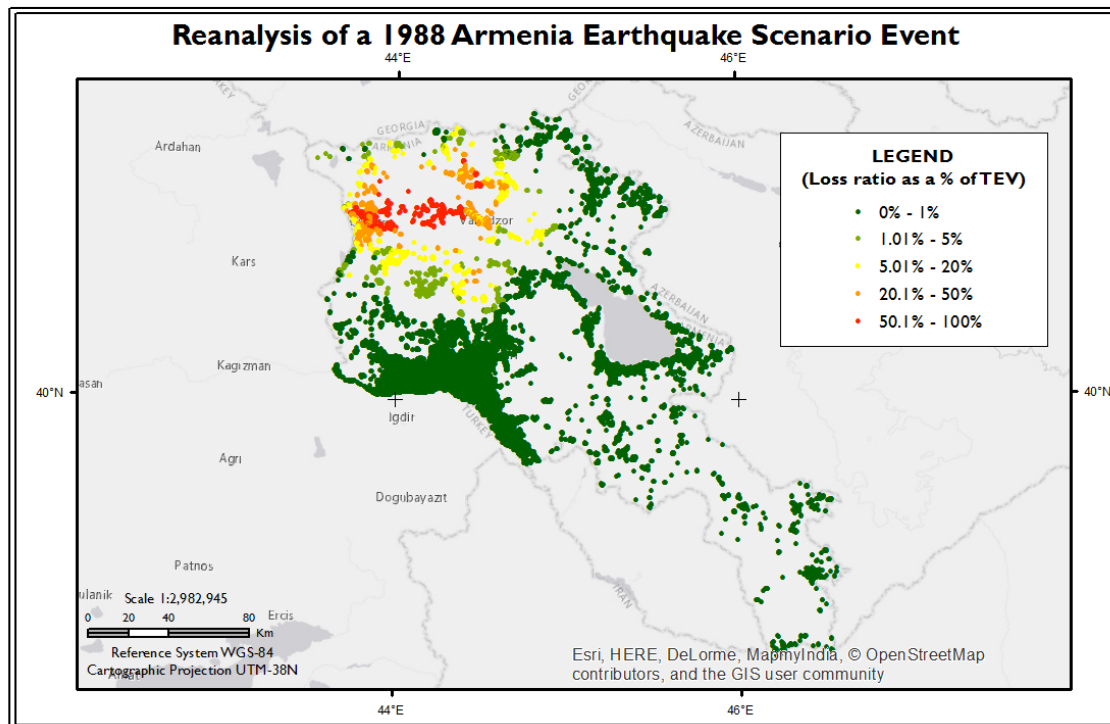 Reanalysis of a 1988 Armenia Earthquake Scenario Event
44°E
46°E
GEORGIA
ARMENIA
AZERBAIJAN
Ardahan
LEGEND
(Loss ratio as a % of TEV)
0% - 1%
1.01% - 5%
5.01% - 20%
20.1% - 50%
50.1% - 100%
Kars
AZERBAIJAN
ARMENIA
Kagizman
40°N
40°N
Igdir
TURKEY
Agri
Dogubayazit
IRAN
Patnos
ulanik
Scale 1:2,982,945
0 20 40 80
Km
Ercis
Reference System WGS-84
Cartographic Projection UTM-38N
Esri, HERE, DeLorme, MapmyIndia, © OpenStreetMap
contributors, and the GIS user community
44°E
46°E